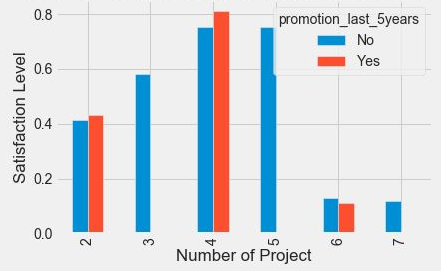 promotion_last_5years
No
Yes
Satisfaction Level
0.8
0.6
0.4
0.2
0.0
2
3
4
5
6
7
Number of Project